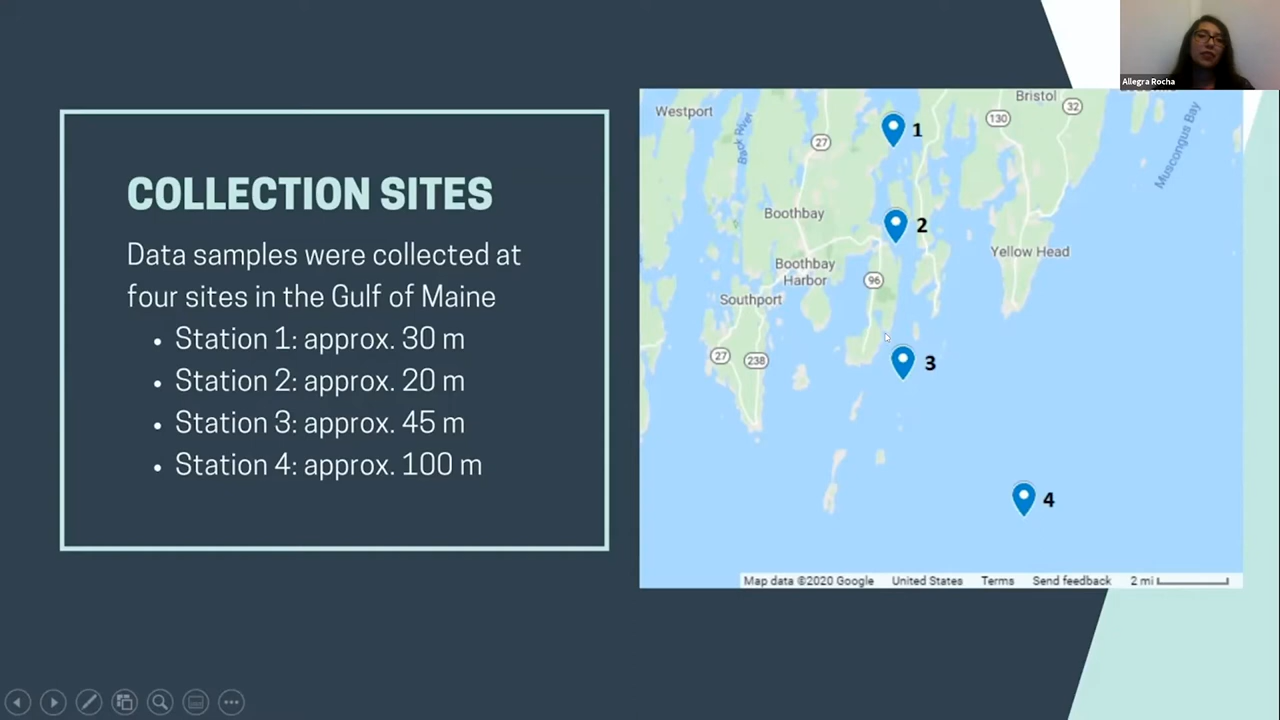 Allegra Rocha
COLLECTION SITES
Data samples were collected at
four sites in the Gulf of Maine
• Station 1: approx. 30 m
• Station 2: approx. 20 m
• Station 3: approx. 45 m
• Station 4: approx. 100 m
Westport
Back River
27
1
130
Bristol
32
Muscongus Bay
Boothbay
2
Yellow Head
Boothbay
Harbor
96
Southport
27
238
3
4
Map data ©2020 Google United States Terms Send feedback 2 mi